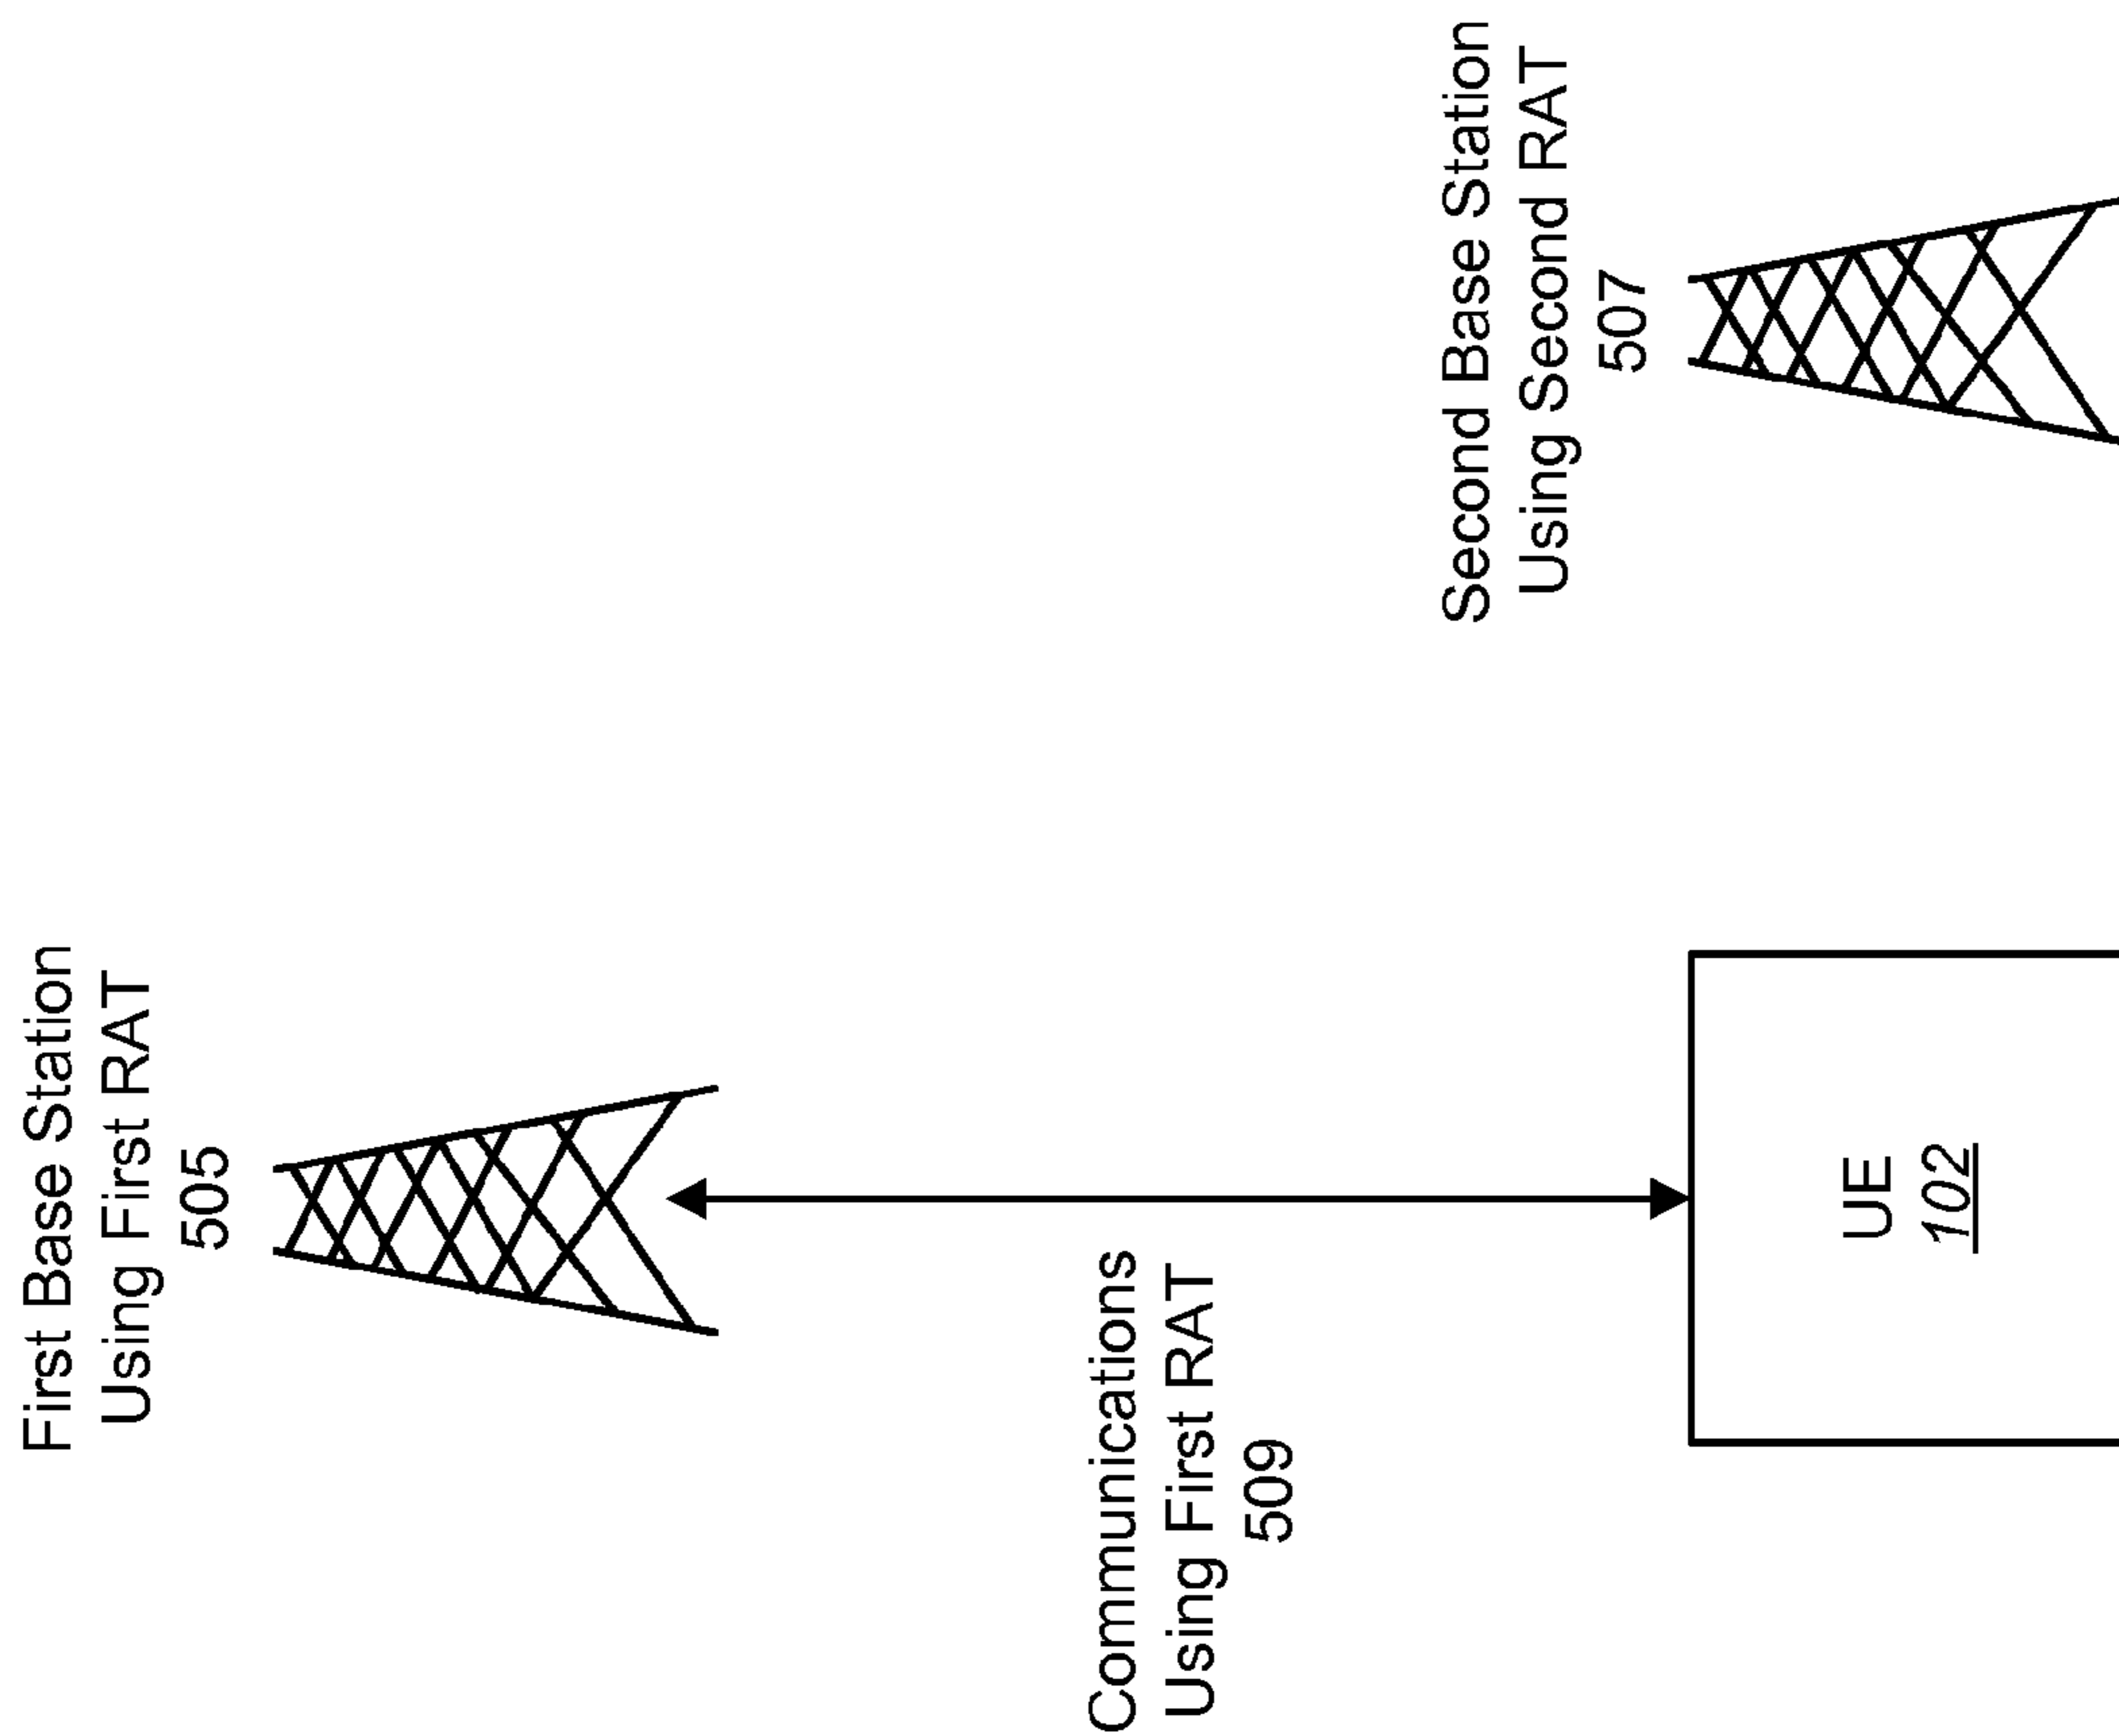 First Base Station
Using First RAT
505
Communications
Using First RAT
509
Second Base Station
Using Second RAT
507
UE
102